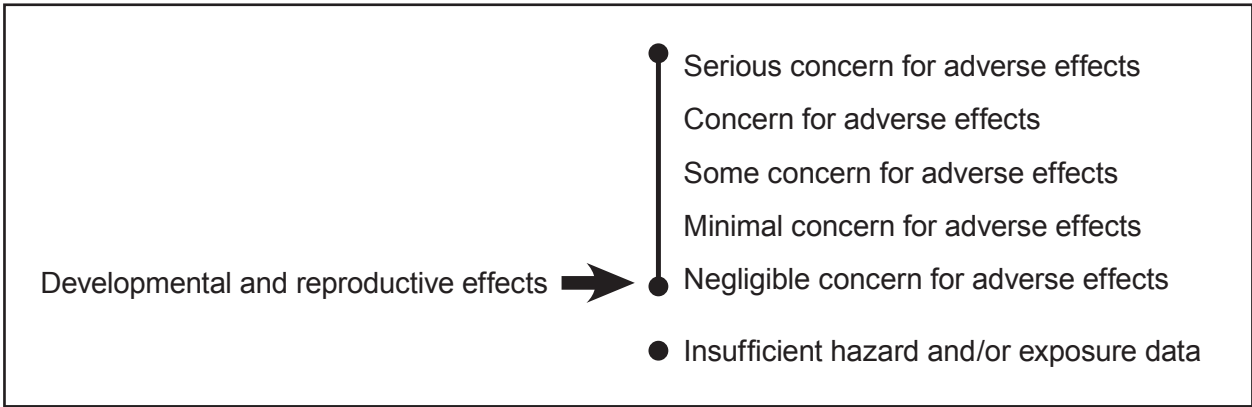 Serious concern for adverse effects
Concern for adverse effects
Some concern for adverse effects
Minimal concern for adverse effects
Developmental and reproductive effects
Negligible concern for adverse effects
Insufficient hazard and/or exposure data